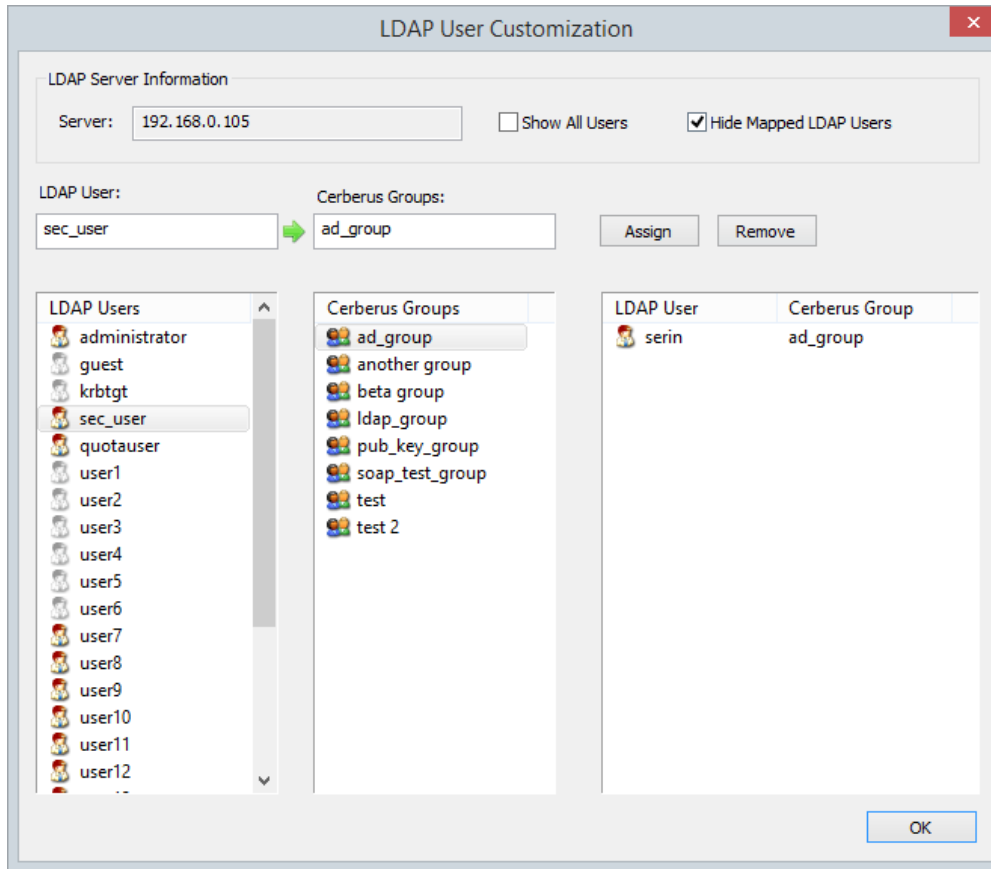 LDAP User Customization
LDAP Server Information
Server: 192.168.0.105 Show All Users Hide Mapped LDAP Users
LDAP User: Cerberus Groups:
sec_user ad_group Assign Remove
LDAP Users
administrator
guest
krbtgt
sec_user
quotauser
user1
user2
user3
user4
user5
user6
user7
user8
user9
user10
user11
user12
Cerberus Groups
ad_group
another group
beta group
ldap_group
pub_key_group
soap_test_group
test
test 2
LDAP User Cerberus Group
serin ad_group
OK